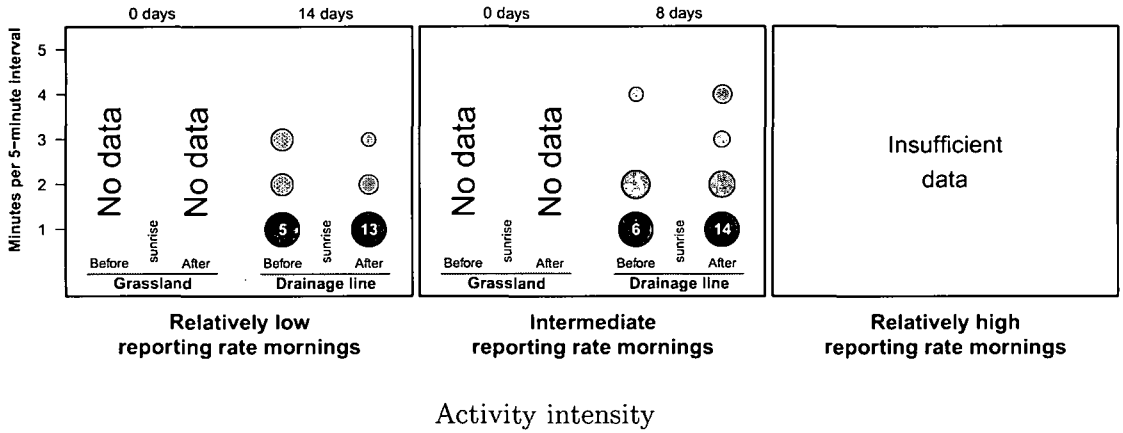 0 days 14 days 0 days 8 days
Minutes per 5-minute interval
5
4
3
2
1
No data No data No data No data
Insufficient
data
5 13 6 14
sunrise sunrise sunrise sunrise
Before After Before After Before After Before After
Grassland Drainage line Grassland Drainage line
Relatively low
reporting rate mornings
Intermediate
reporting rate mornings
Relatively high
reporting rate mornings
Activity intensity